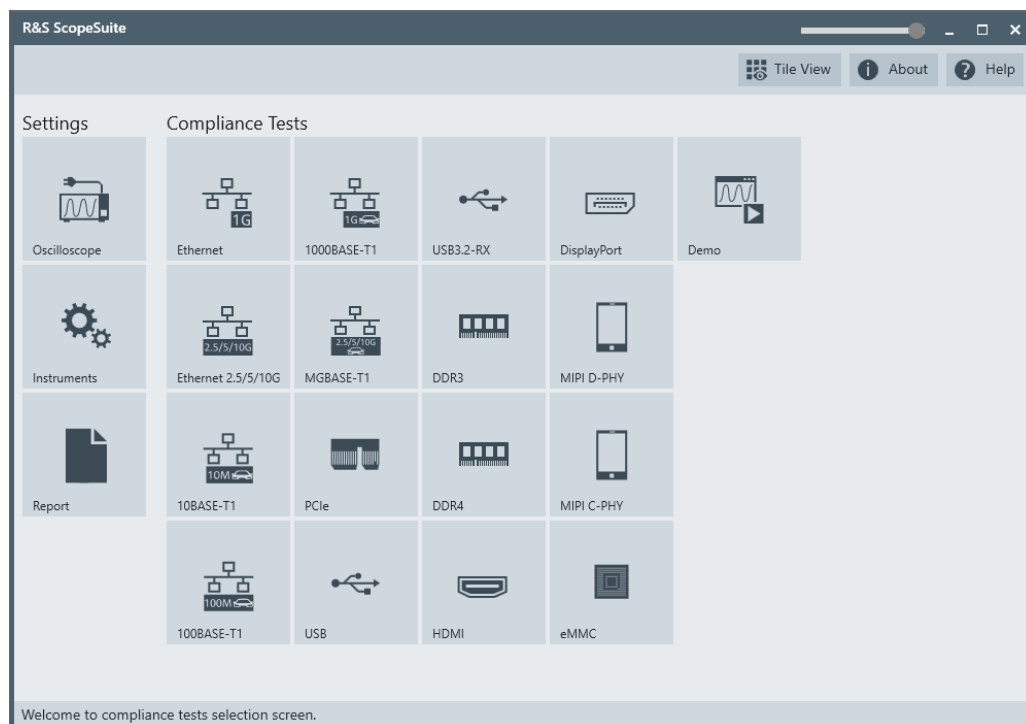 R&S ScopeSuite
Tile View About Help
Settings Compliance Tests
1G 1G
Oscilloscope Ethernet 1000BASE-T1 USB3.2-RX DisplayPort Demo
2.5/5/10G 2.5/5/10G
Instruments Ethernet 2.5/5/10G MGBASE-T1 DDR3 MIPI D-PHY
10M
Report 10BASE-T1 PCIe DDR4 MIPI C-PHY
100M
100BASE-T1 USB HDMI eMMC
Welcome to compliance tests selection screen.